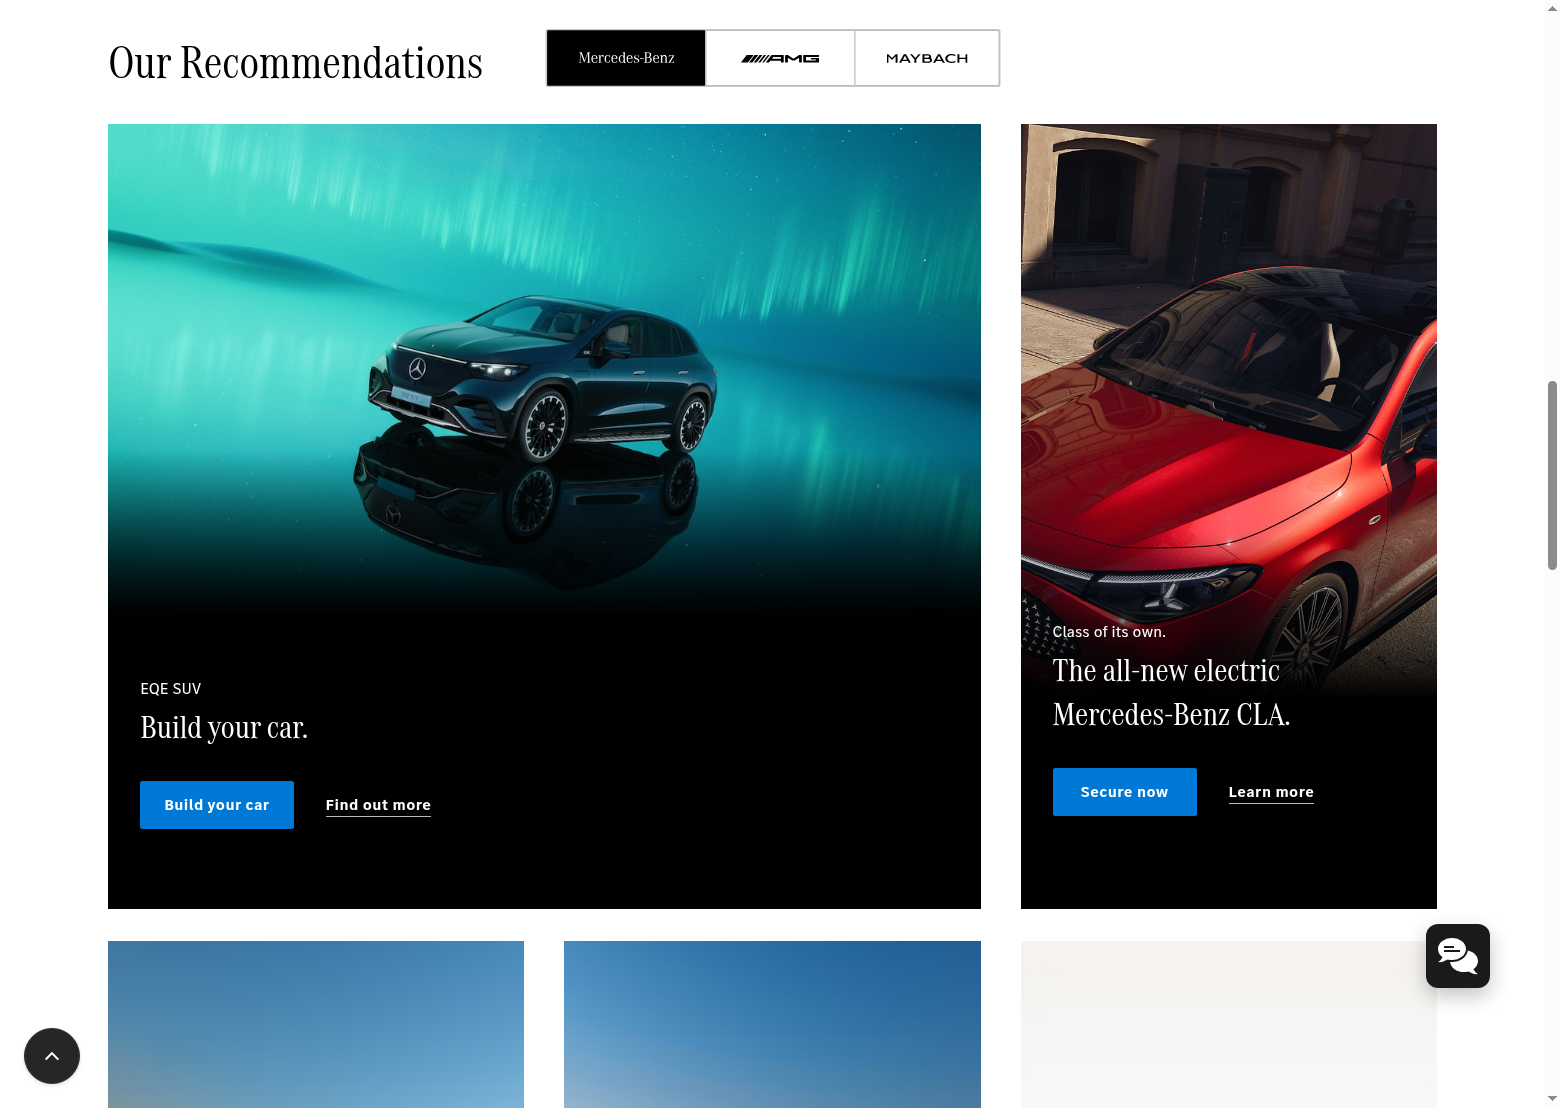 Our Recommendations
Mercedes-Benz
AMG
MAYBACH
EQE SUV
Build your car.
Build your car
Find out more
Class of its own.
The all-new electric
Mercedes-Benz CLA.
Secure now
Learn more